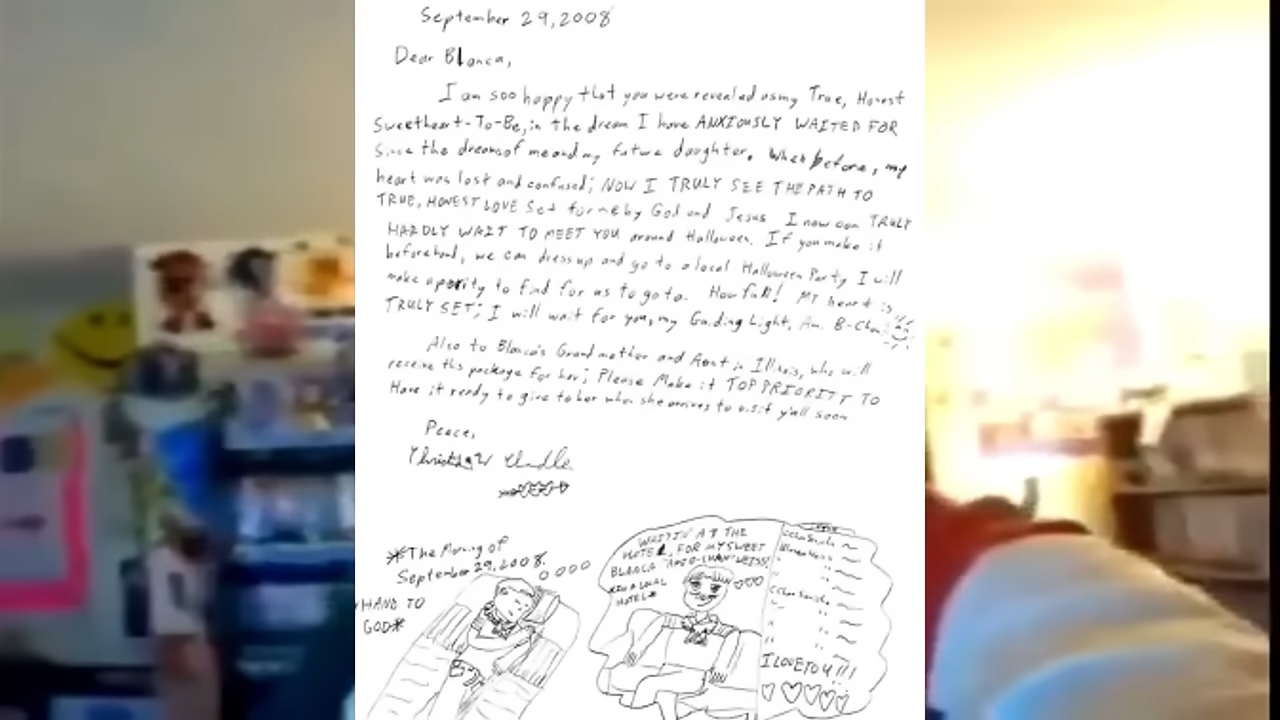 September 29, 2008
Dear Blanca,
I am soo happy that you were revealed as my True, Honest
Sweetheart-To-Be, in the dream I have ANXIOUSLY WAITED FOR
Since the dream of me and my future daughter. When before, my
heart was lost and confused; NOW I TRULY SEE THE PATH TO
TRUE, HONEST LOVE Set for me by God and Jesus I now can TRULY
HARDLY WAIT TO MEET YOU around Halloween. If you make it
beforehand, we can dress up and go to a local Halloween Party I will
make a pority to find for us to go to. How fall! MY heart is
TRULY SET; I will wait for you, my Guiding Light,
Also to Blanca's Grandmother and Aunt in Illinois, who will
receive this package for her; Please Make it TOP PRIORITY TO
Have it ready to give to her when she arrives to visit y'all soon
Peace,
*The Morning of
September 29, 2008.
HAND TO
GOD*
WAITIN' AT THE
HOTEL, FOR MY SWEET
BLANCA
*IN A LOCAL
HOTEL*
I LOVE YOU!!!